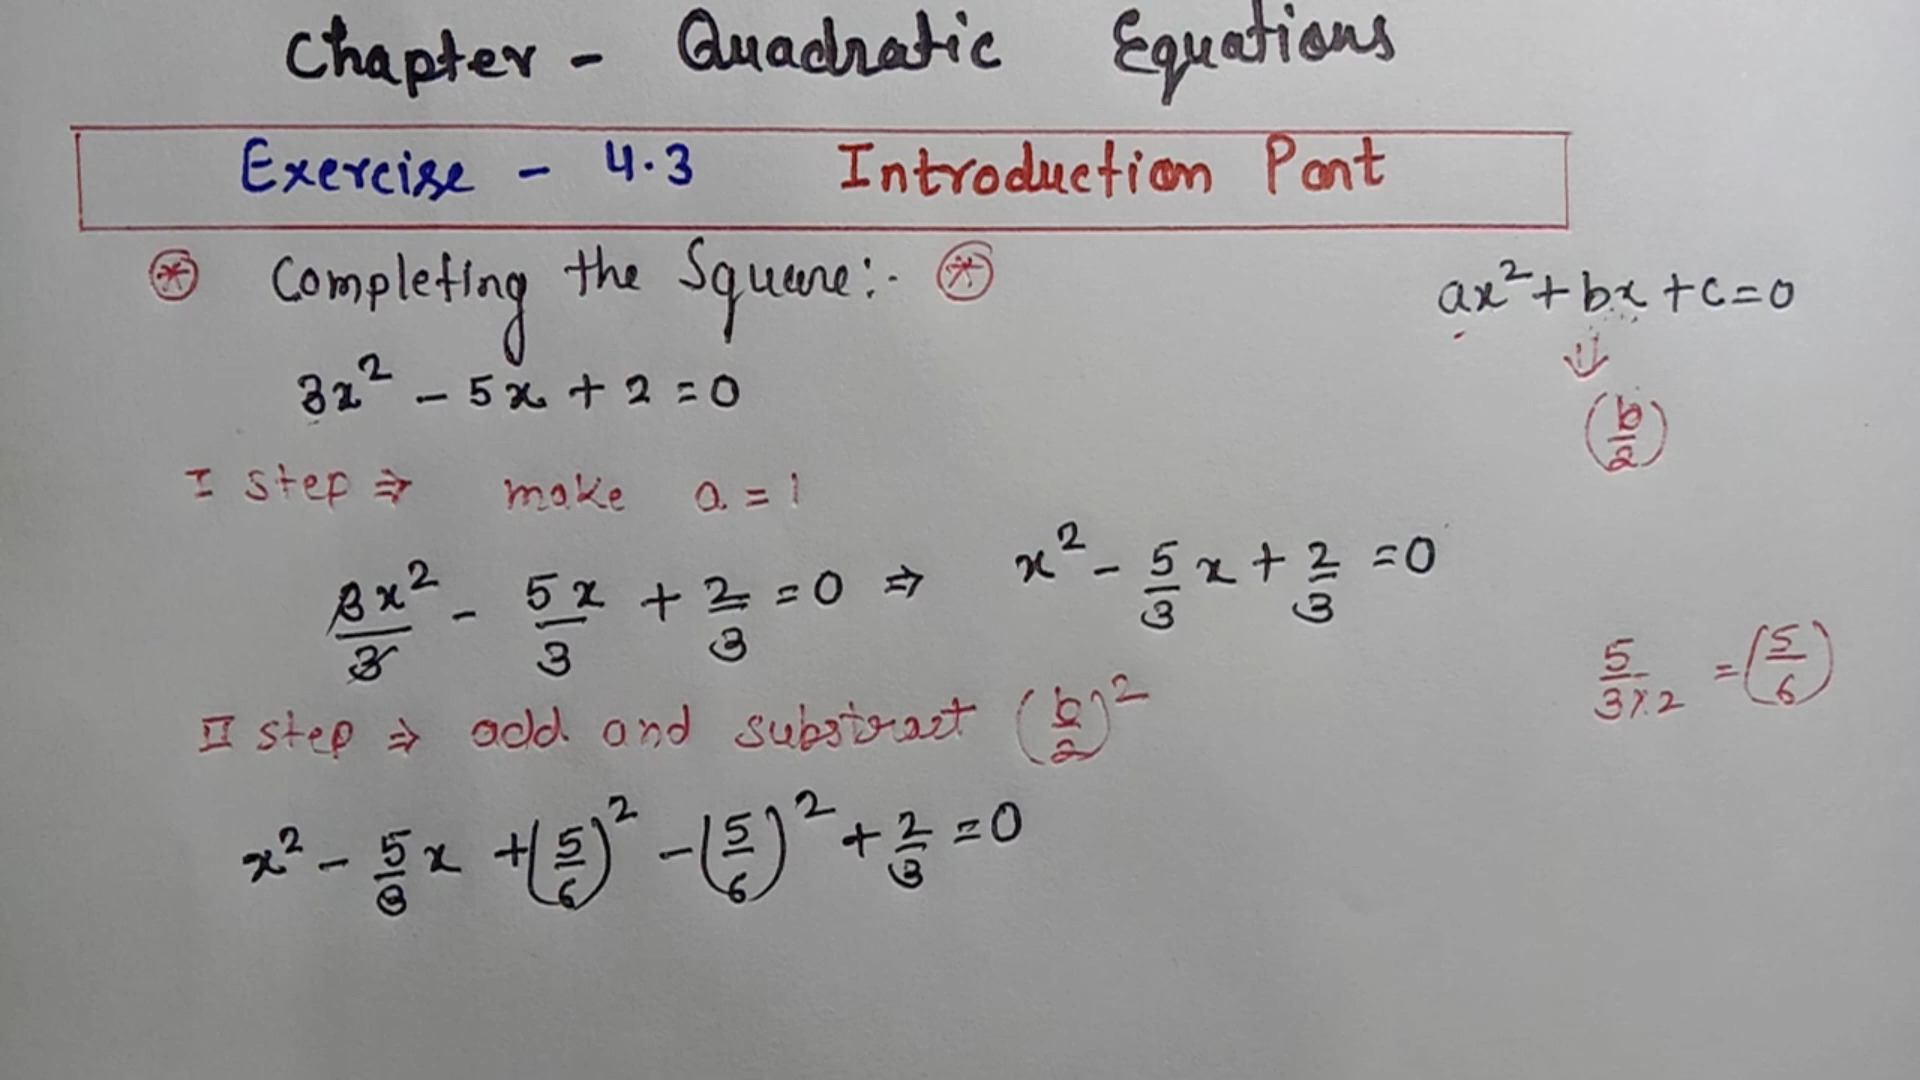 Chapter - Quadratic Equations
Exercise - 4.3 Introduction Part
* Completing the Square:- *
ax² + bx + c = 0
⇓
(b/2)
3x² - 5x + 2 = 0
I step ⇒ make a = 1
3x²/3 - 5x/3 + 2/3 = 0 ⇒ x² - 5/3 x + 2/3 = 0
5/3×2 = (5/6)
II step ⇒ add and substract (b/2)²
x² - 5/3 x + (5/6)² - (5/6)² + 2/3 = 0